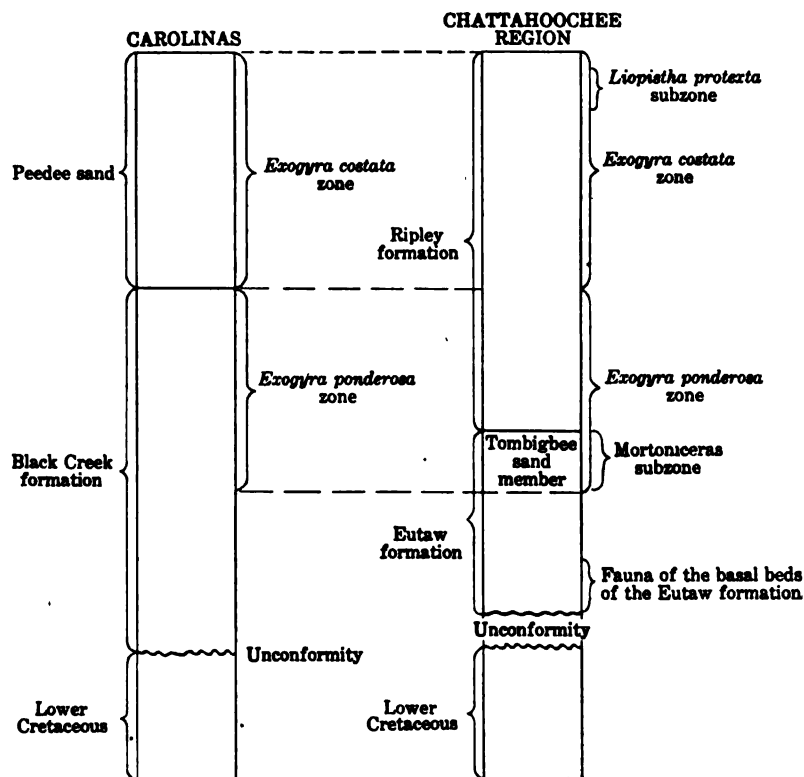 CAROLINAS
CHATTAHOOCHEE
REGION
Liopistha protexta
subzone
Peedee sand
Exogyra costata
zone
Exogyra costata
zone
Ripley
formation
Exogyra ponderosa
zone
Exogyra ponderosa
zone
Black Creek
formation
Tombigbee
sand
member
Mortoniceras
subzone
Eutaw
formation
Fauna of the basal beds
of the Eutaw formation
Unconformity
Unconformity
Lower
Cretaceous
Lower
Cretaceous